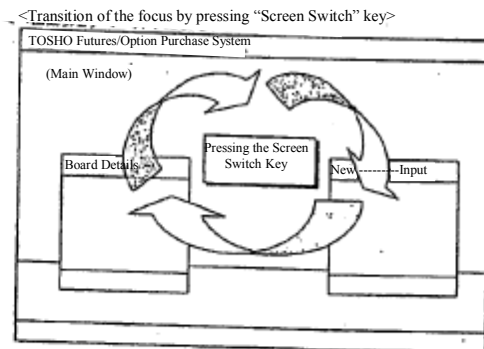 <Transition of the focus by pressing “Screen Switch” key>
TOSHO Futures/Option Purchase System
(Main Window)
Pressing the Screen
Switch Key
Board Details
New ---------Input